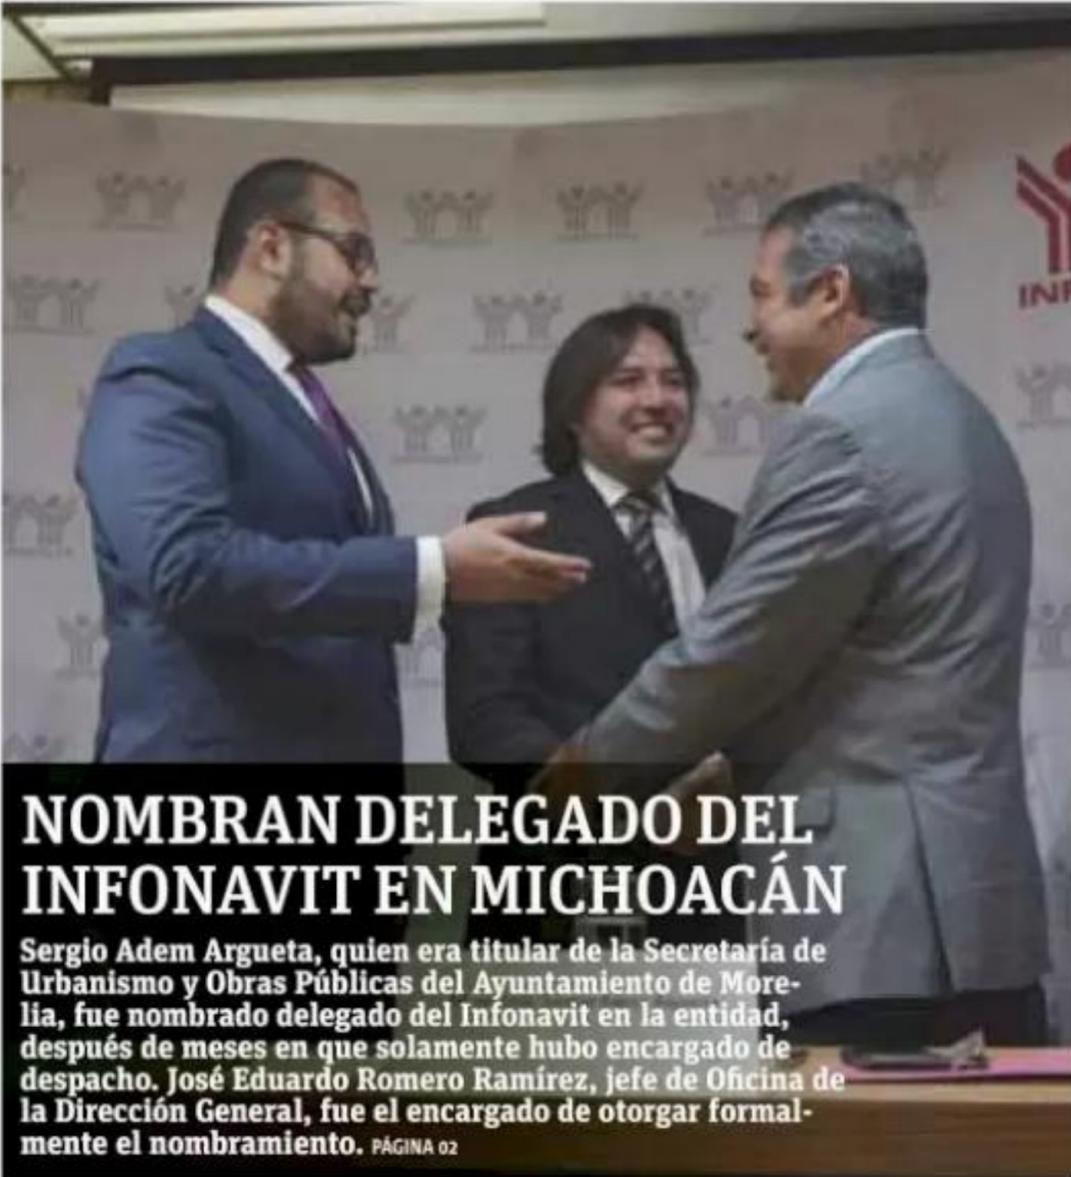 INF
NOMBRAN DELEGADO DEL
INFONAVIT EN MICHOACÁN
Sergio Adem Argueta, quien era titular de la Secretaría de
Urbanismo y Obras Públicas del Ayuntamiento de More-
lia, fue nombrado delegado del Infonavit en la entidad,
después de meses en que solamente hubo encargado de
despacho. José Eduardo Romero Ramírez, jefe de Oficina de
la Dirección General, fue el encargado de otorgar formal-
mente el nombramiento. PÁGINA 02